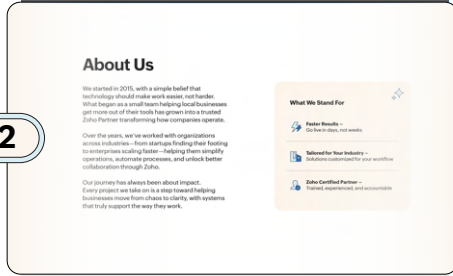 2
About Us
We started in 2015, with a simple belief that
technology should make work easier, not harder.
What began as a small team helping local businesses
get more out of their tools has grown into a trusted
Zoho Partner transforming how companies operate.
Over the years, we've worked with organizations
across industries—from startups finding their footing
to enterprises scaling faster—helping them simplify
operations, automate processes, and unlock better
collaboration through Zoho.
Our journey has always been about impact.
Every project we take on is a step toward helping
businesses move from chaos to clarity, with systems
that truly support the way they work.
What We Stand For
Faster Results –
Go live in days, not weeks
Tailored for Your Industry –
Solutions customized for your workflow
Zoho Certified Partner –
Trained, experienced, and accountable